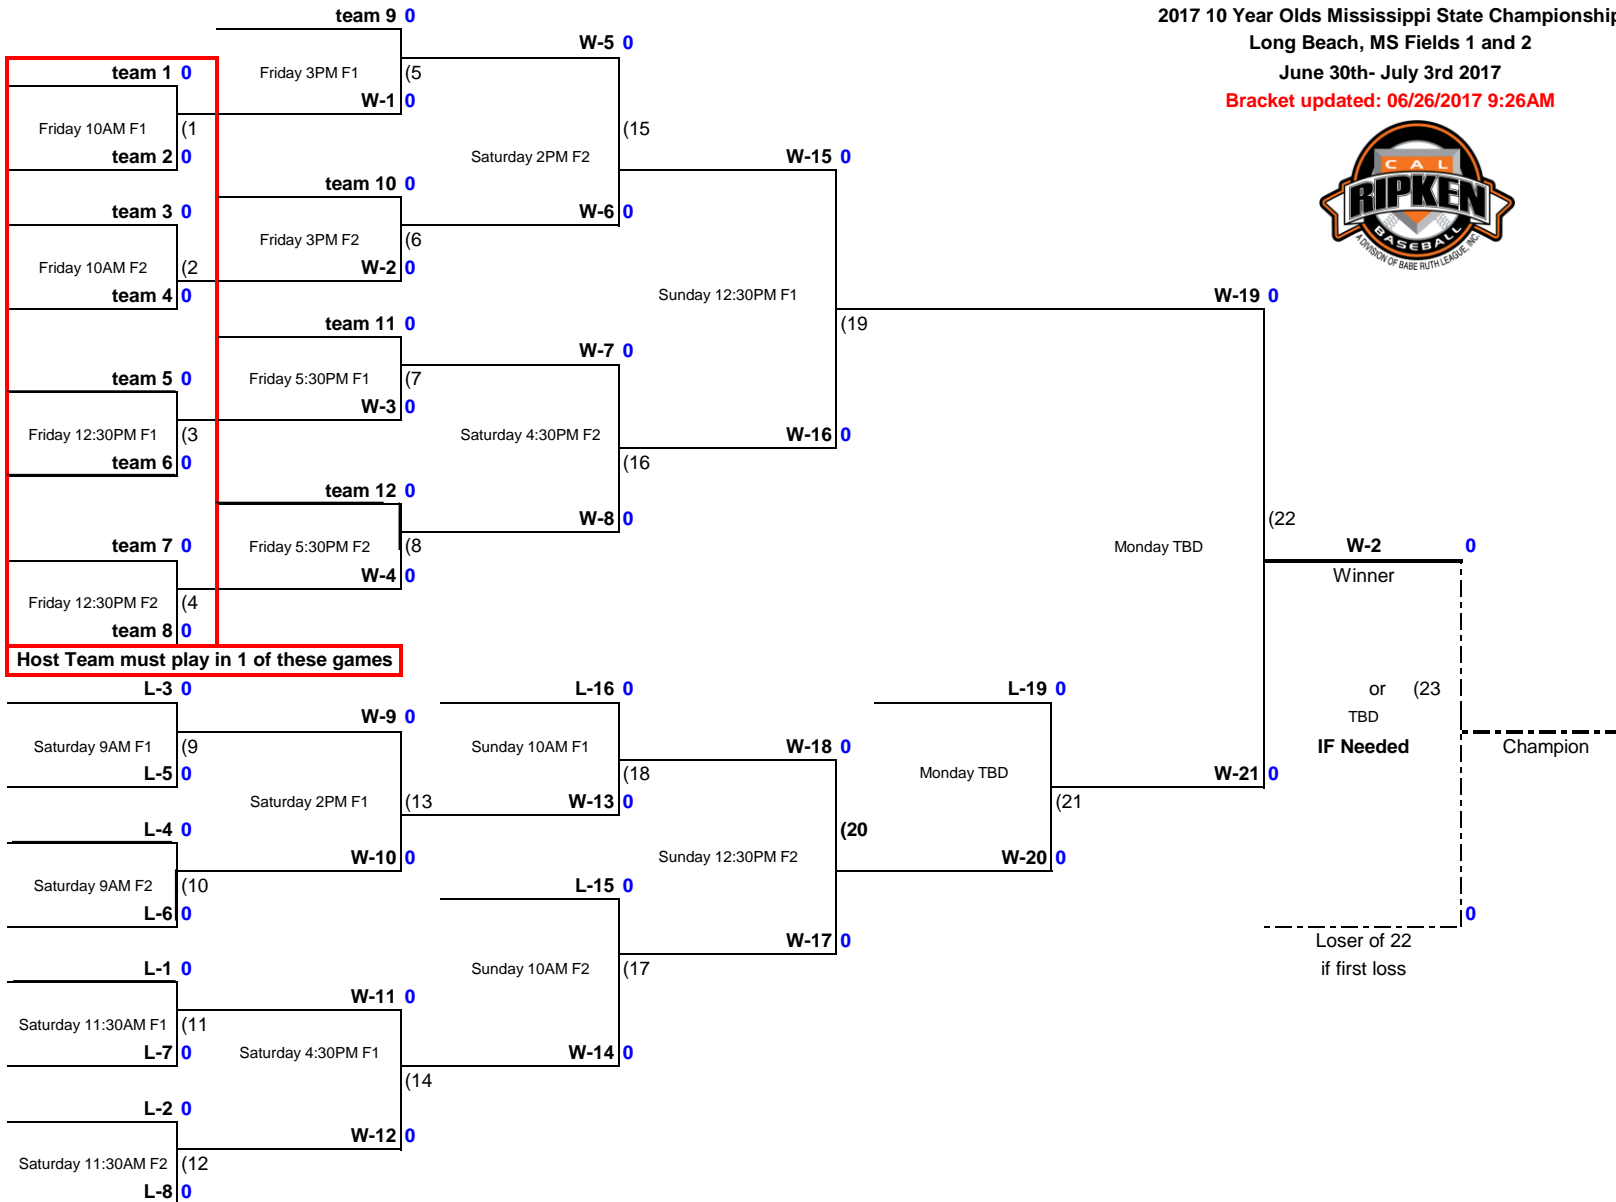 2017 10 Year Olds Mississippi State Championship
Long Beach, MS Fields 1 and 2
June 30th- July 3rd 2017
Bracket updated: 06/26/2017 9:26AM
CAL
RIPKEN
BASEBALL
A DIVISION OF BABE RUTH LEAGUE, INC.
team 9 0
W-5 0
team 1 0
Friday 3PM F1 (5
W-1 0
Friday 10AM F1 (1
(15
team 2 0
Saturday 2PM F2
W-15 0
team 10 0
team 3 0
W-6 0
Friday 3PM F2 (6
Friday 10AM F2 (2
W-2 0
team 4 0
Sunday 12:30PM F1
W-19 0
team 11 0
(19
W-7 0
team 5 0
Friday 5:30PM F1 (7
W-3 0
Friday 12:30PM F1 (3
Saturday 4:30PM F2
W-16 0
team 6 0
(16
team 12 0
W-8 0
(22
team 7 0
Friday 5:30PM F2 (8
Monday TBD
W-2 0
W-4 0
Winner
Friday 12:30PM F2 (4
team 8 0
Host Team must play in 1 of these games
L-3 0
L-16 0
L-19 0
or (23
W-9 0
TBD
Saturday 9AM F1 (9
Sunday 10AM F1
W-18 0
IF Needed
Champion
L-5 0
(18
Monday TBD
W-21 0
Saturday 2PM F1 (13
W-13 0
(21
L-4 0
(20
W-10 0
Sunday 12:30PM F2
W-20 0
Saturday 9AM F2 (10
L-15 0
L-6 0
0
W-17 0
Loser of 22
L-1 0
Sunday 10AM F2 (17
if first loss
W-11 0
Saturday 11:30AM F1 (11
L-7 0
Saturday 4:30PM F1
W-14 0
(14
L-2 0
W-12 0
Saturday 11:30AM F2 (12
L-8 0